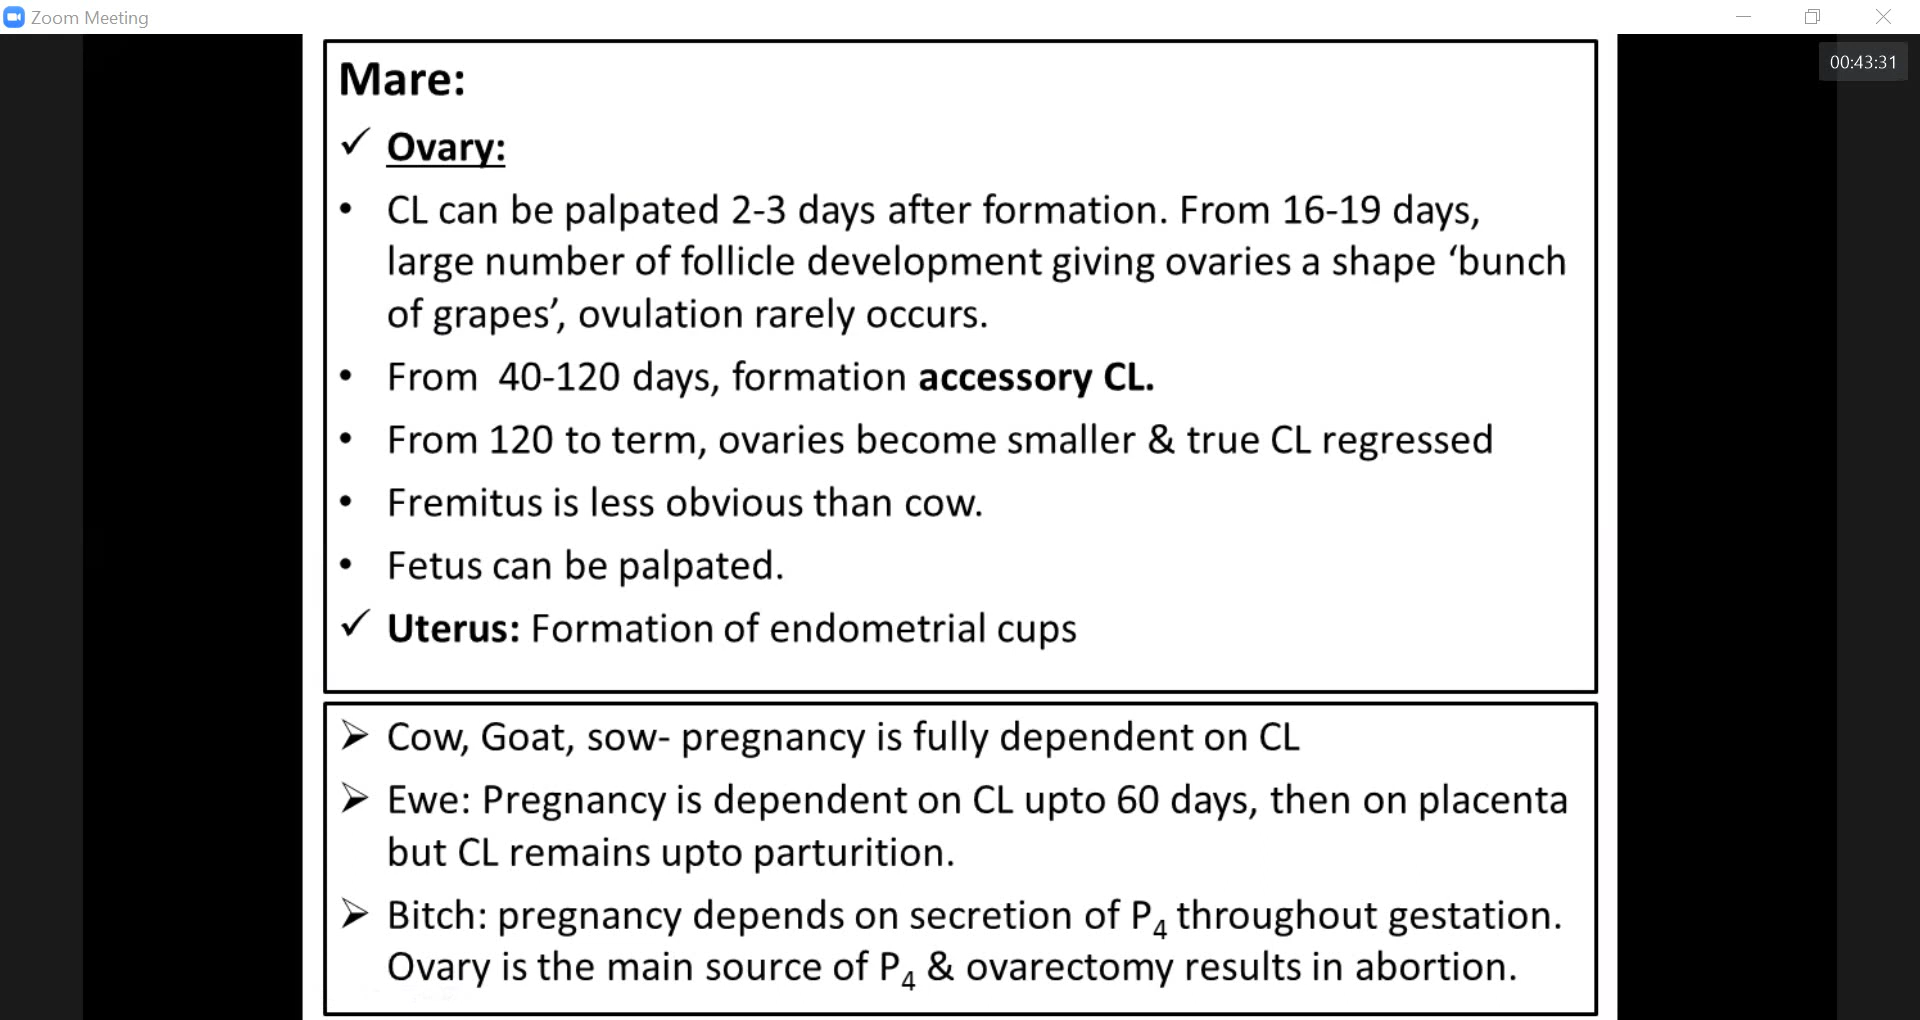 Zoom Meeting
00:43:31
Mare:
✓ Ovary:
• CL can be palpated 2-3 days after formation. From 16-19 days,
large number of follicle development giving ovaries a shape ‘bunch
of grapes’, ovulation rarely occurs.
• From 40-120 days, formation accessory CL.
• From 120 to term, ovaries become smaller & true CL regressed
• Fremitus is less obvious than cow.
• Fetus can be palpated.
✓ Uterus: Formation of endometrial cups
➢ Cow, Goat, sow- pregnancy is fully dependent on CL
➢ Ewe: Pregnancy is dependent on CL upto 60 days, then on placenta
but CL remains upto parturition.
➢ Bitch: pregnancy depends on secretion of P₄ throughout gestation.
Ovary is the main source of P₄ & ovarectomy results in abortion.